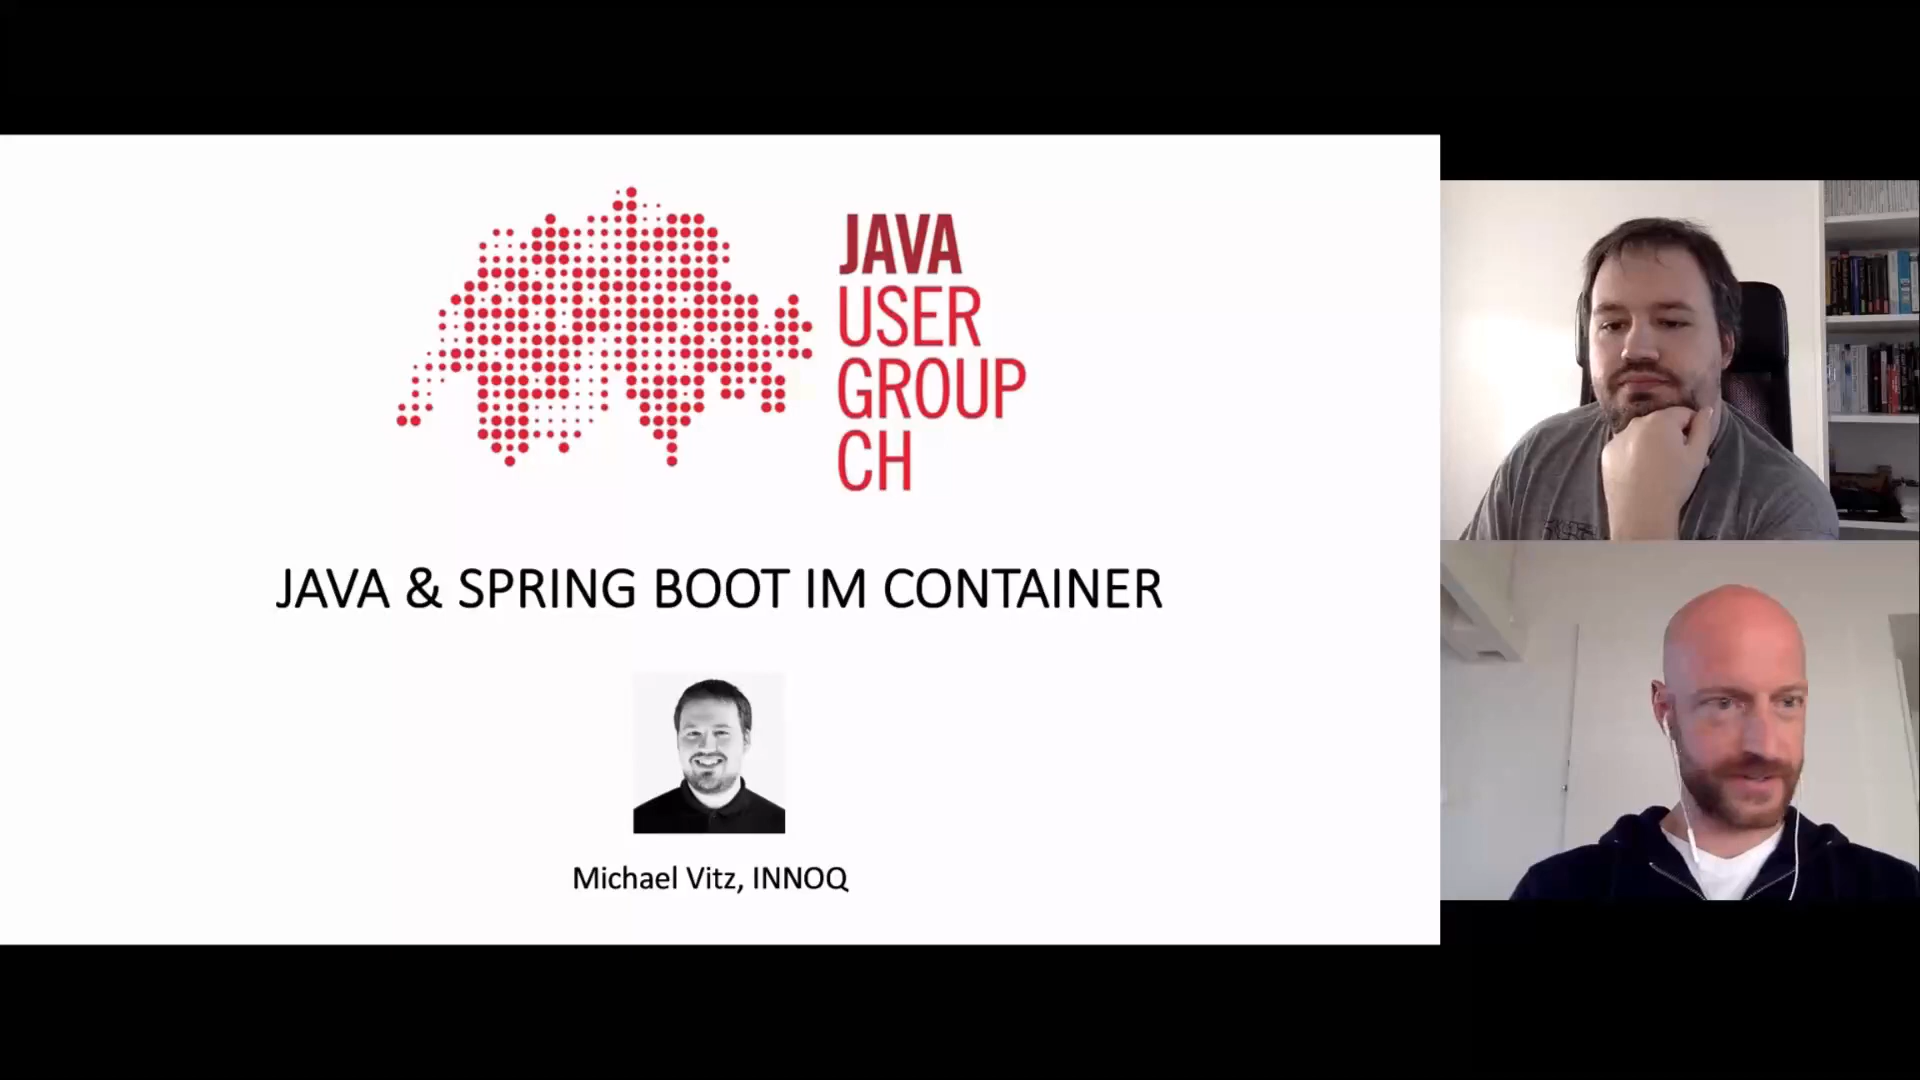 JAVA
USER
GROUP
CH
JAVA & SPRING BOOT IM CONTAINER
Michael Vitz, INNOQ